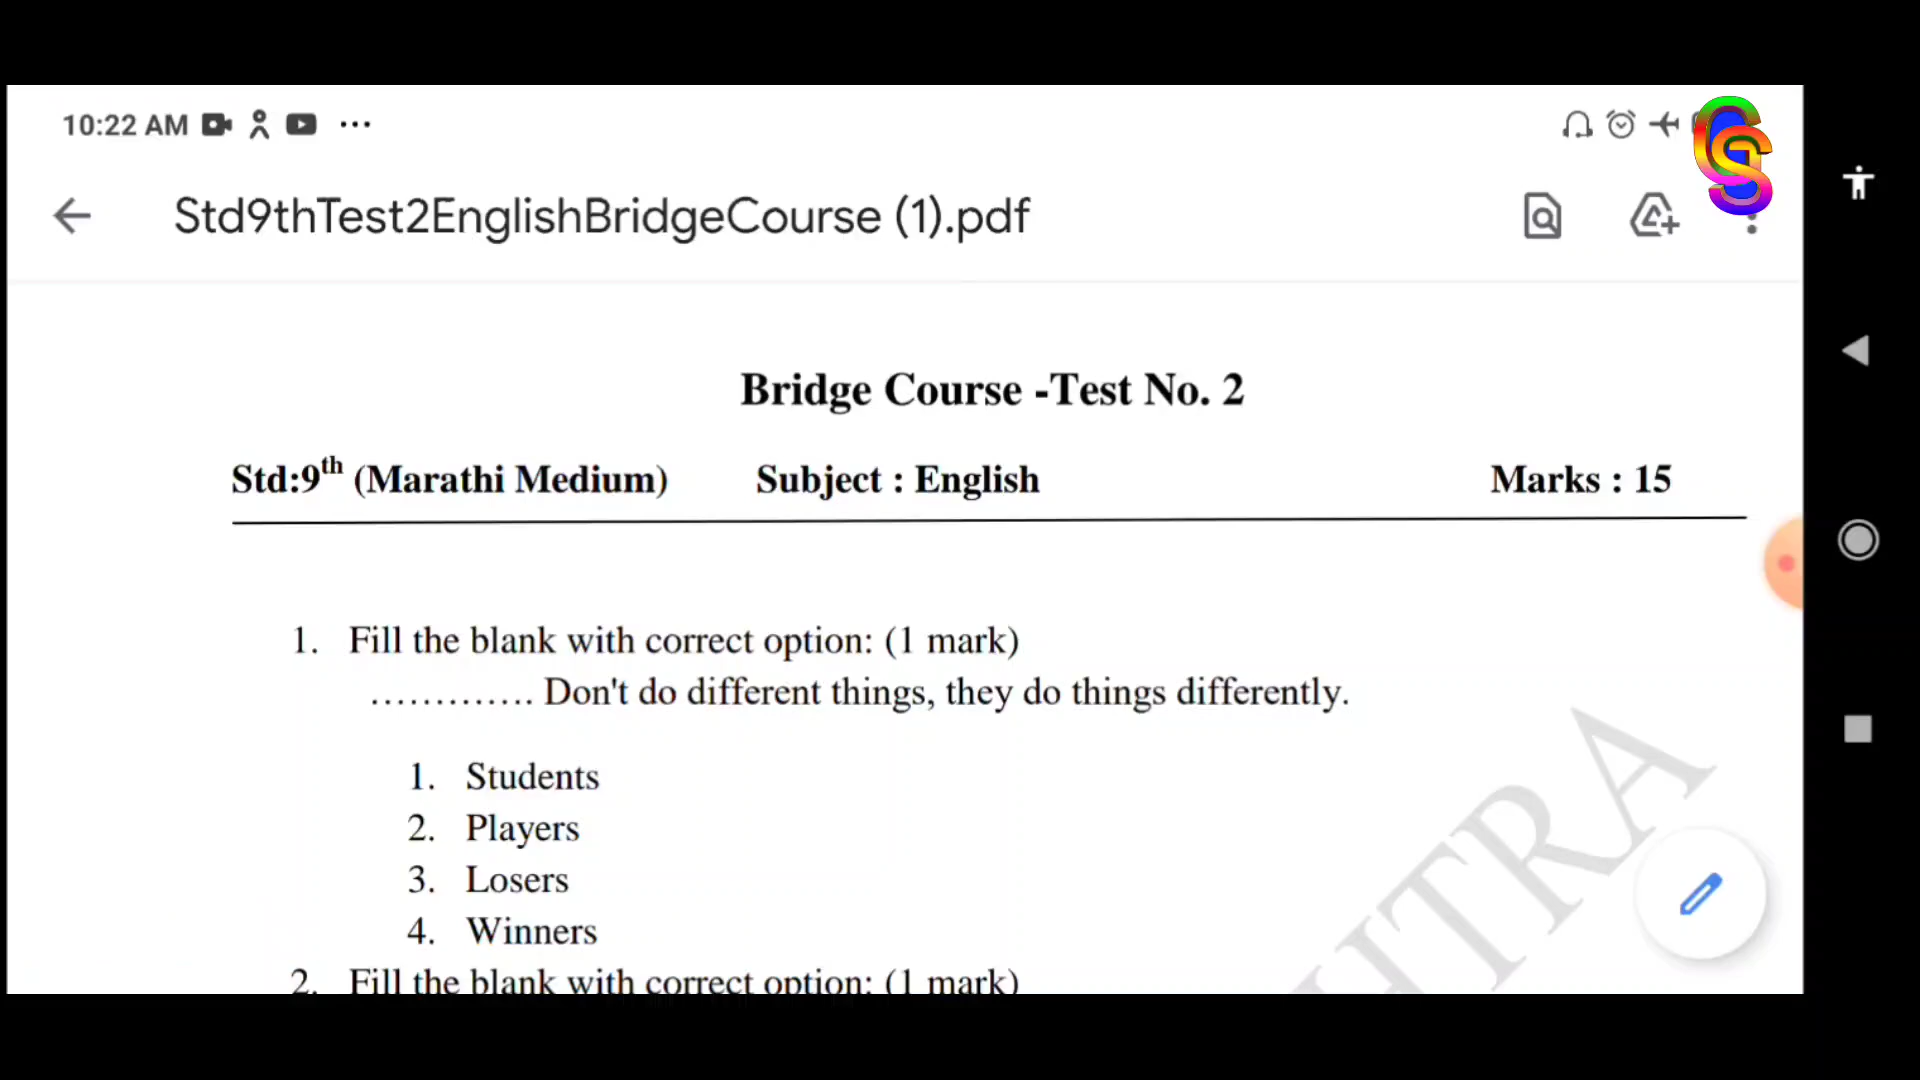 10:22 AM
Std9thTest2EnglishBridgeCourse (1).pdf
Bridge Course -Test No. 2
Std:9th (Marathi Medium) Subject : English Marks : 15
1. Fill the blank with correct option: (1 mark)
............. Don't do different things, they do things differently.
1. Students
2. Players
3. Losers
4. Winners
2. Fill the blank with correct option: (1 mark)